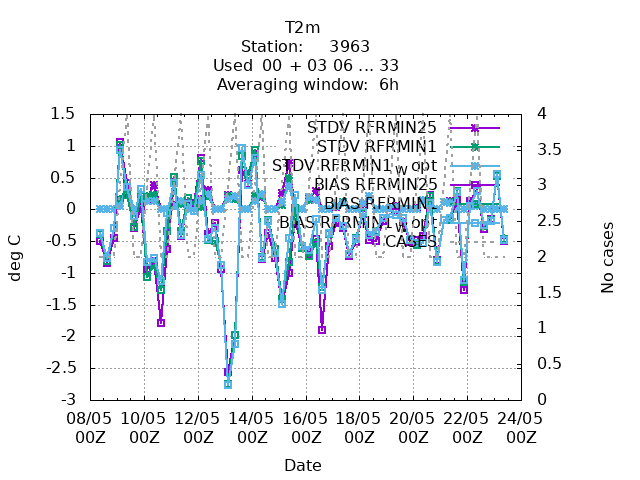 T2m
Station: 3963
Used 00 + 03 06 ... 33
Averaging window: 6h
STDV RFRMIN25
STDV RFRMIN1
STDV RFRMIN1_w opt
BIAS RFRMIN25
BIAS RFRMIN1
BIAS RFRMIN1_w opt
CASES
1.5
1
0.5
0
-0.5
-1
-1.5
-2
-2.5
-3
deg C
4
3.5
3
2.5
2
1.5
1
0.5
0
No cases
08/05 10/05 12/05 14/05 16/05 18/05 20/05 22/05 24/05
00Z 00Z 00Z 00Z 00Z 00Z 00Z 00Z 00Z
Date